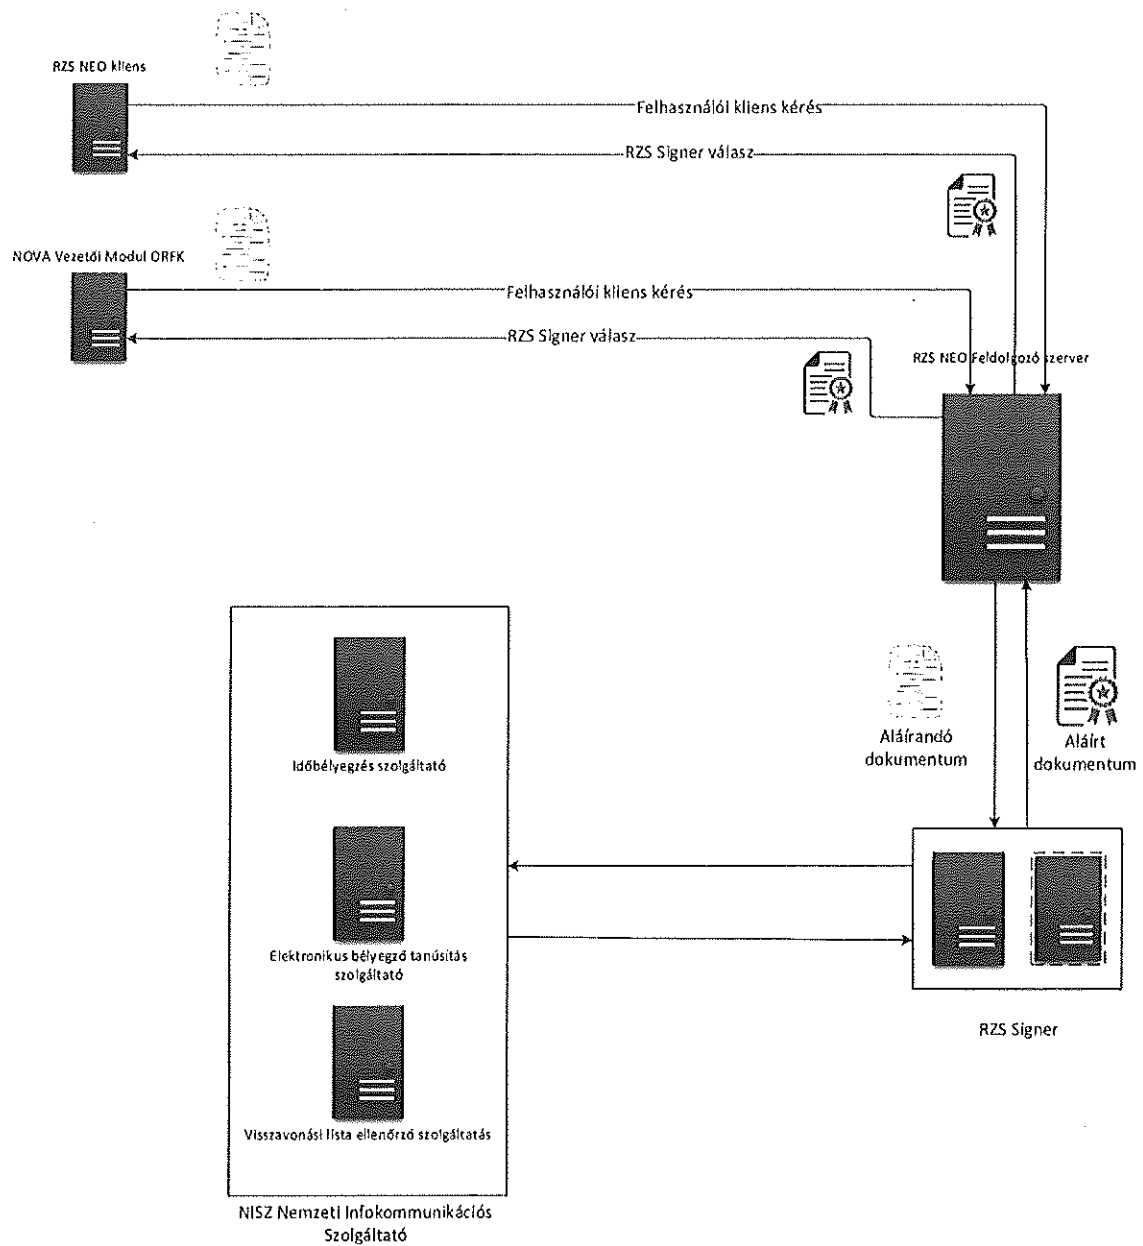 RZS NEO kliens
Felhasználói kliens kérés
RZS Signer válasz
NOVA Vezetői Modul ORFK
Felhasználói kliens kérés
RZS Signer válasz
RZS NEO Feldolgozó szerver
Aláírandó
dokumentum
Aláírt
dokumentum
Időbélyegzés szolgáltató
Elektronikus bélyegző tanúsítás
szolgáltató
Visszavonási lista ellenőrző szolgáltatás
RZS Signer
NISZ Nemzeti Infokommunikációs
Szolgáltató